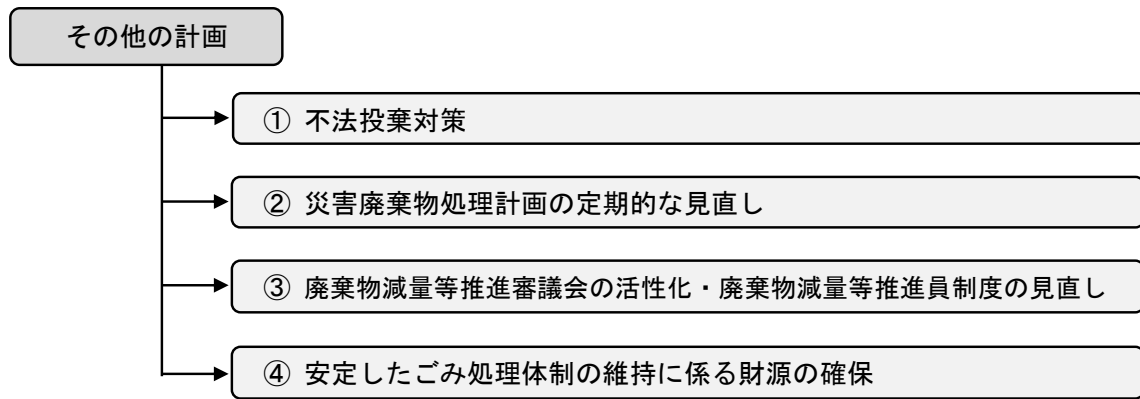 その他の計画
① 不法投棄対策
② 災害廃棄物処理計画の定期的な見直し
③ 廃棄物減量等推進審議会の活性化・廃棄物減量等推進員制度の見直し
④ 安定したごみ処理体制の維持に係る財源の確保